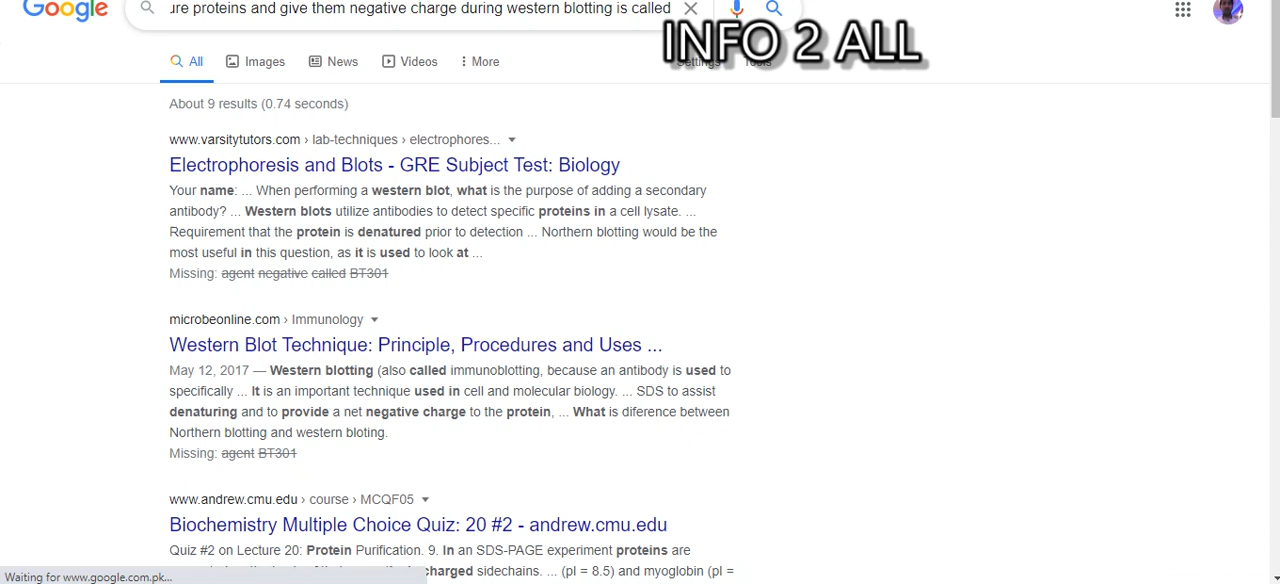 Google
ure proteins and give them negative charge during western blotting is called
INFO 2 ALL
All Images News Videos More Settings Tools
About 9 results (0.74 seconds)
www.varsitytutors.com › lab-techniques › electrophores...
Electrophoresis and Blots - GRE Subject Test: Biology
Your name: ... When performing a western blot, what is the purpose of adding a secondary
antibody? ... Western blots utilize antibodies to detect specific proteins in a cell lysate. ...
Requirement that the protein is denatured prior to detection ... Northern blotting would be the
most useful in this question, as it is used to look at ...
Missing: agent negative called BT301
microbeonline.com › Immunology
Western Blot Technique: Principle, Procedures and Uses ...
May 12, 2017 — Western blotting (also called immunoblotting, because an antibody is used to
specifically ... It is an important technique used in cell and molecular biology. ... SDS to assist
denaturing and to provide a net negative charge to the protein, ... What is diference between
Northern blotting and western bloting.
Missing: agent BT301
www.andrew.cmu.edu › course › MCQF05
Biochemistry Multiple Choice Quiz: 20 #2 - andrew.cmu.edu
Quiz #2 on Lecture 20: Protein Purification. 9. In an SDS-PAGE experiment proteins are
charged sidechains. ... (pI = 8.5) and myoglobin (pI =
Waiting for www.google.com.pk...